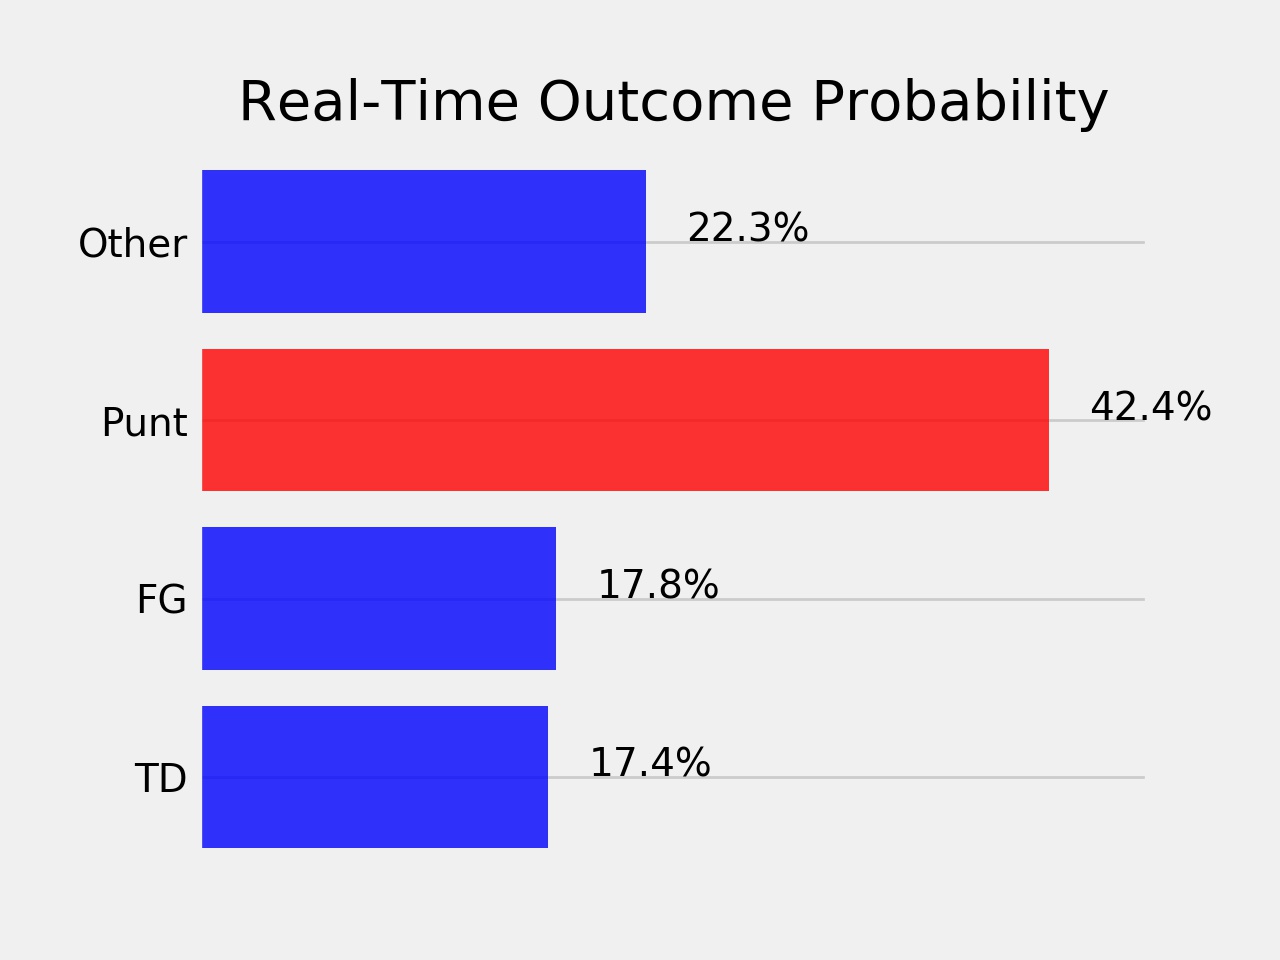 Real-Time Outcome Probability
Other 22.3%
Punt 42.4%
FG 17.8%
TD 17.4%